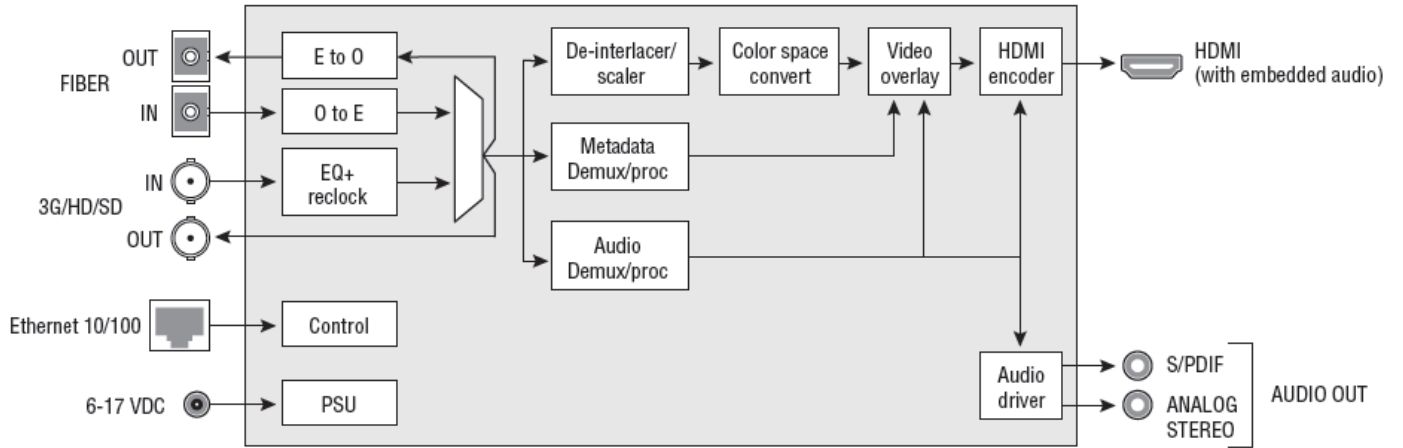 OUT
FIBER
IN
IN
3G/HD/SD
OUT
Ethernet 10/100
6-17 VDC
E to O
O to E
EQ+
reclock
Control
PSU
De-interlacer/
scaler
Color space
convert
Video
overlay
HDMI
encoder
Metadata
Demux/proc
Audio
Demux/proc
Audio
driver
HDMI
(with embedded audio)
S/PDIF
ANALOG
STEREO
AUDIO OUT